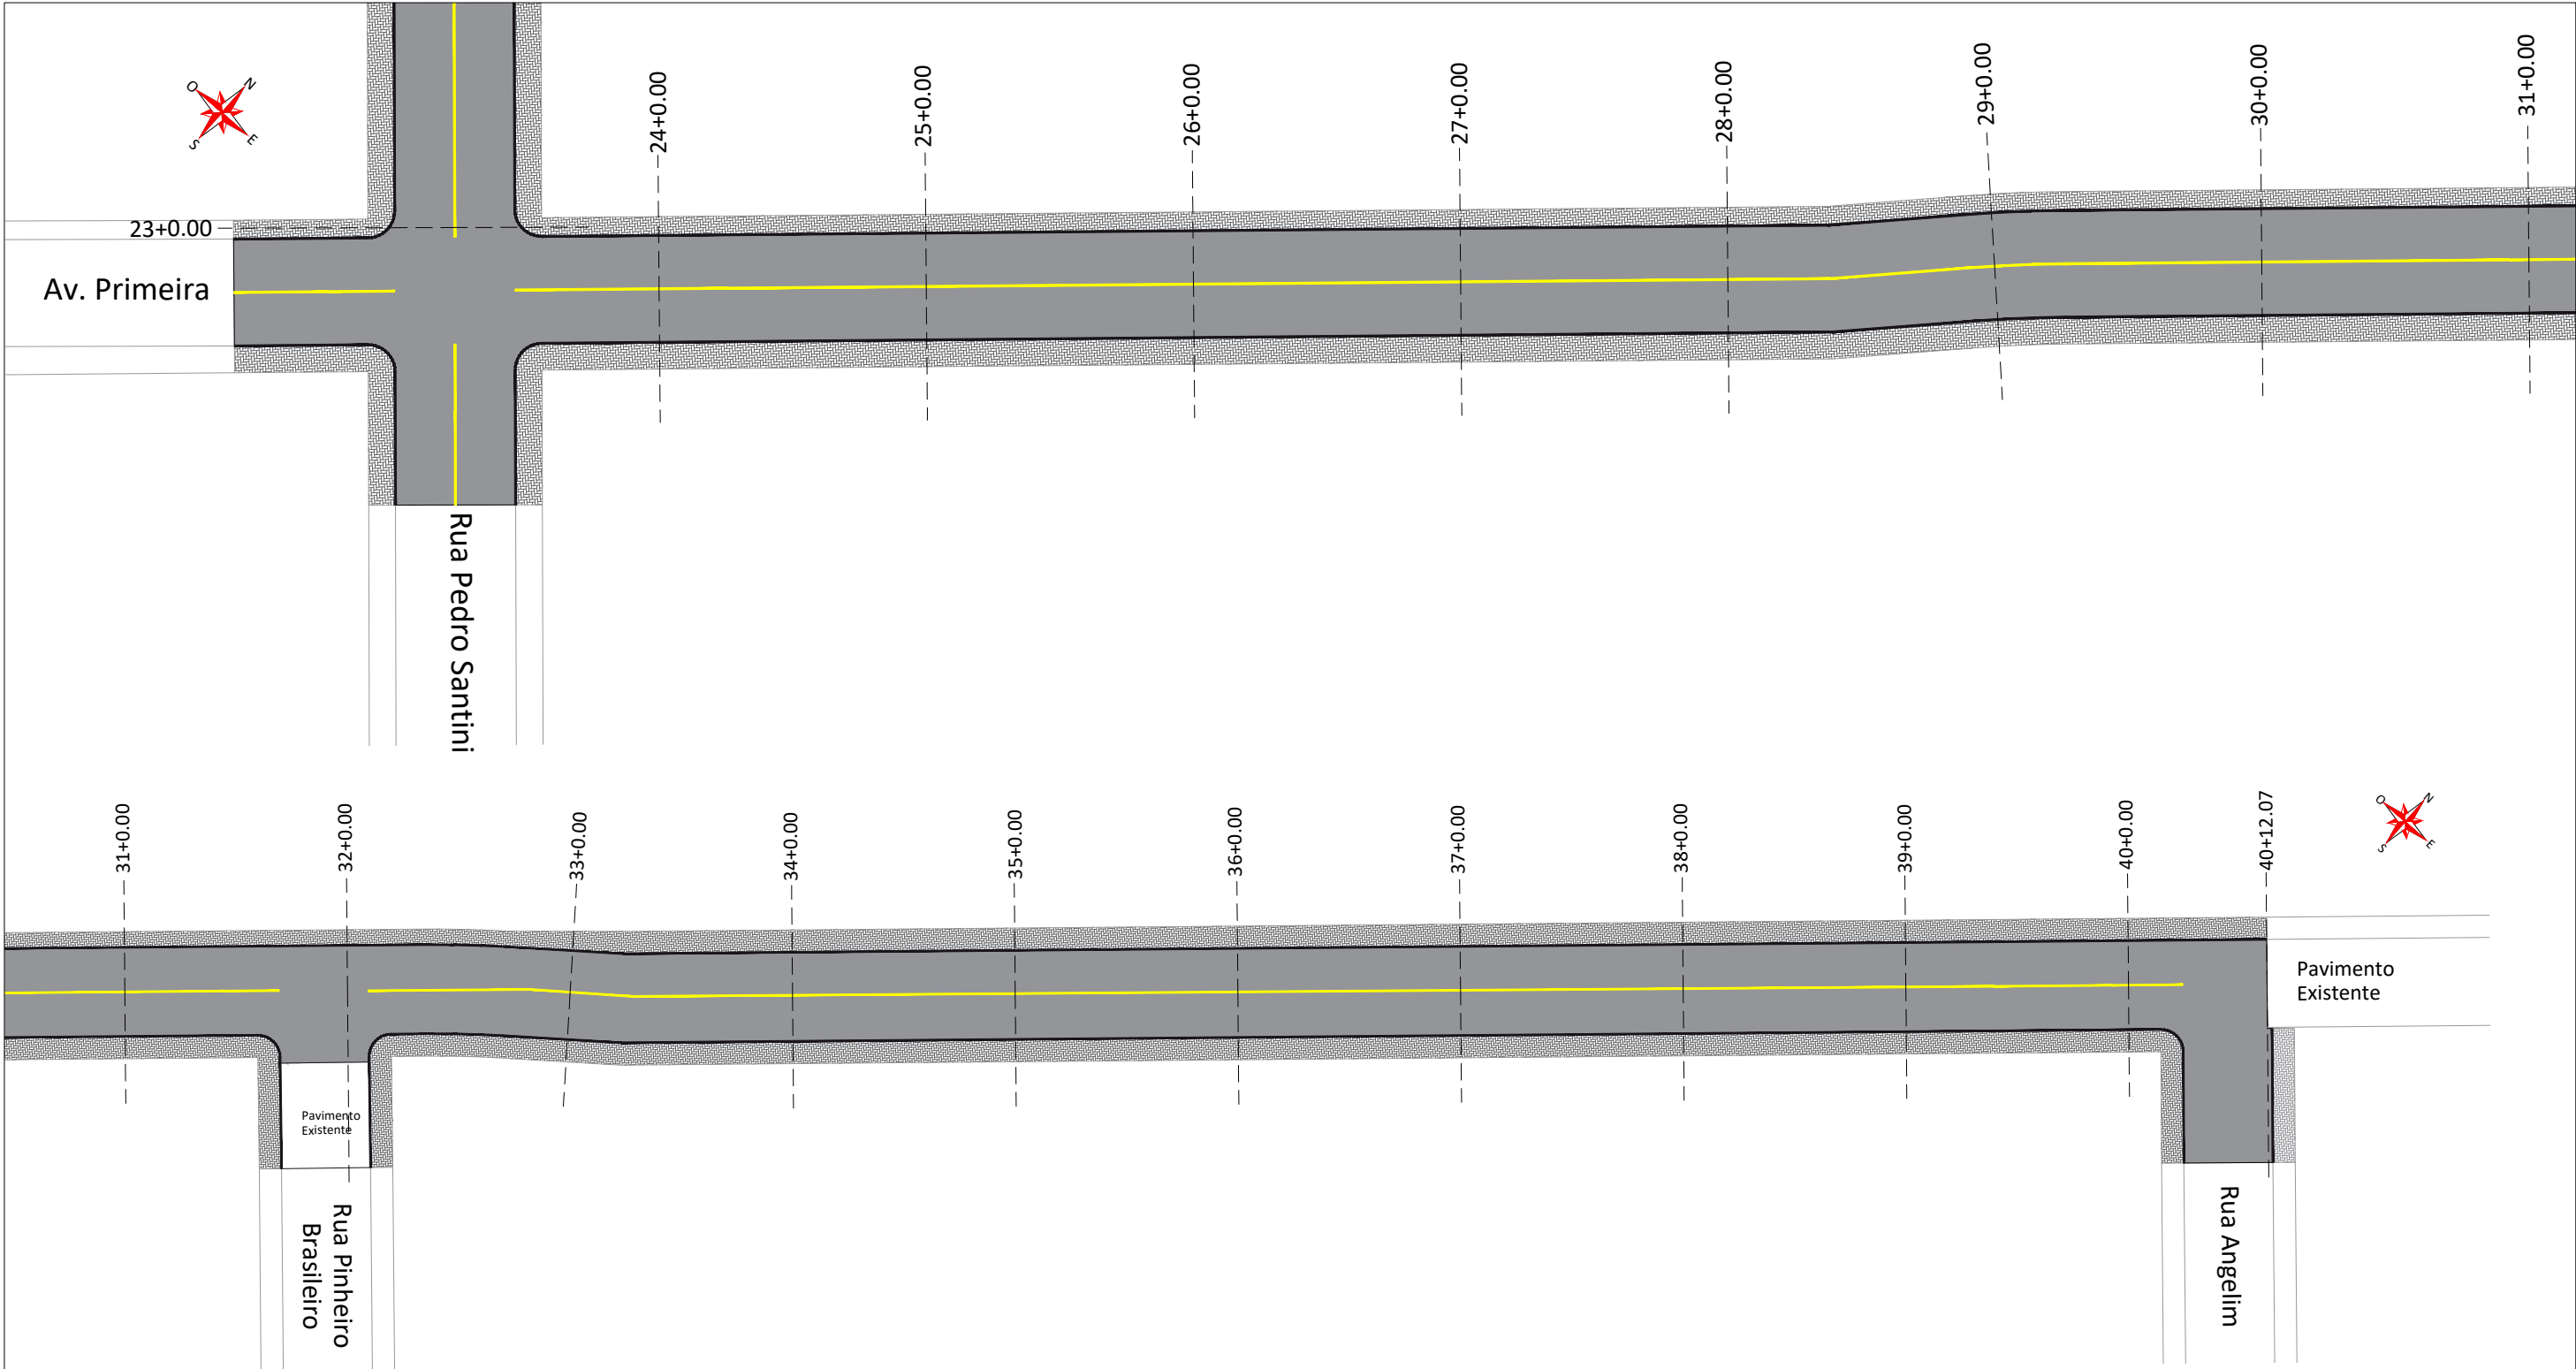 24+0.00
25+0.00
26+0.00
27+0.00
28+0.00
29+0.00
30+0.00
31+0.00
O
N
S
E
23+0.00
Av. Primeira
Rua Pedro Santini
31+0.00
32+0.00
33+0.00
34+0.00
35+0.00
36+0.00
37+0.00
38+0.00
39+0.00
40+0.00
40+12.07
O
N
S
E
Pavimento
Existente
Pavimento
Existente
Rua Pinheiro
Brasileiro
Rua Angelim